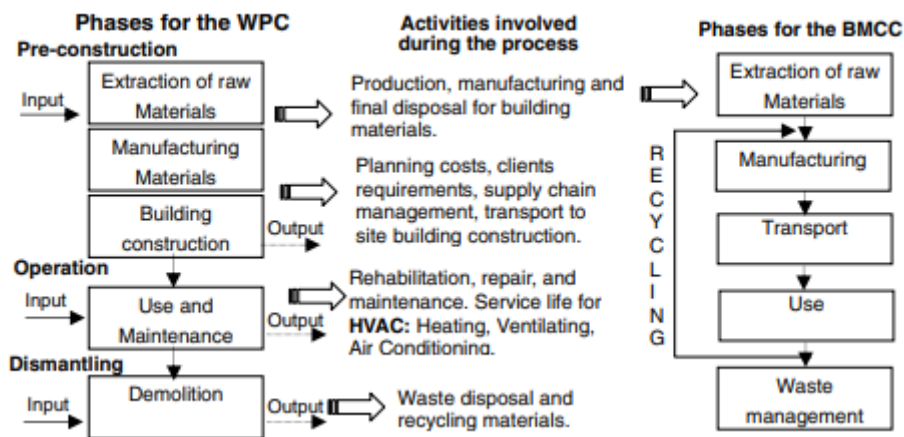 Phases for the WPC
Pre-construction
Input
Extraction of raw
Materials
Manufacturing
Materials
Building
construction
Output
Operation
Input
Use and
Maintenance
Output
Dismantling
Input
Demolition
Output
Activities involved
during the process
Production, manufacturing and
final disposal for building
materials.
Planning costs, clients
requirements, supply chain
management, transport to
site building construction.
Rehabilitation, repair, and
maintenance. Service life for
HVAC: Heating, Ventilating,
Air Conditioning.
Waste disposal and
recycling materials.
Phases for the BMCC
Extraction of raw
Materials
Manufacturing
Transport
Use
Waste
management
RECYCLING